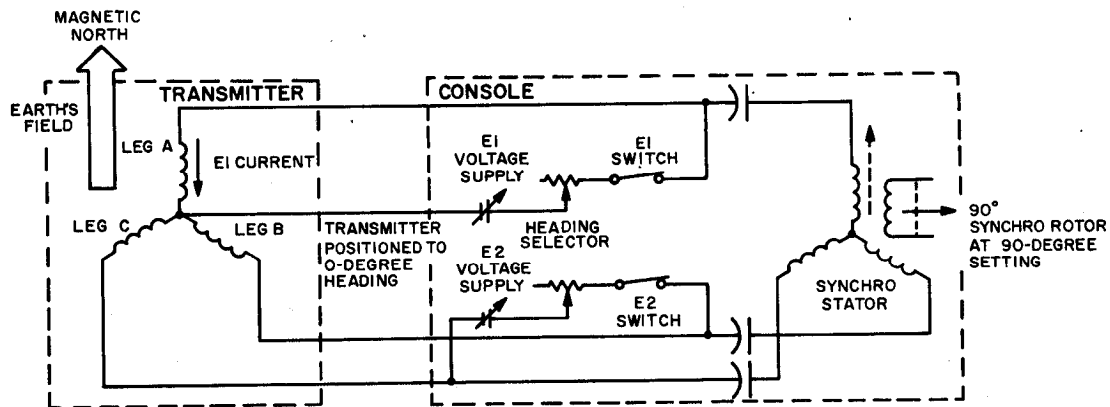 MAGNETIC
NORTH
EARTH'S
FIELD
TRANSMITTER
LEG A
E1 CURRENT
LEG C
LEG B
TRANSMITTER
POSITIONED TO
0-DEGREE
HEADING
CONSOLE
E1
VOLTAGE
SUPPLY
E1
SWITCH
HEADING
SELECTOR
E2
VOLTAGE
SUPPLY
E2
SWITCH
SYNCHRO
STATOR
90°
SYNCHRO ROTOR
AT 90-DEGREE
SETTING